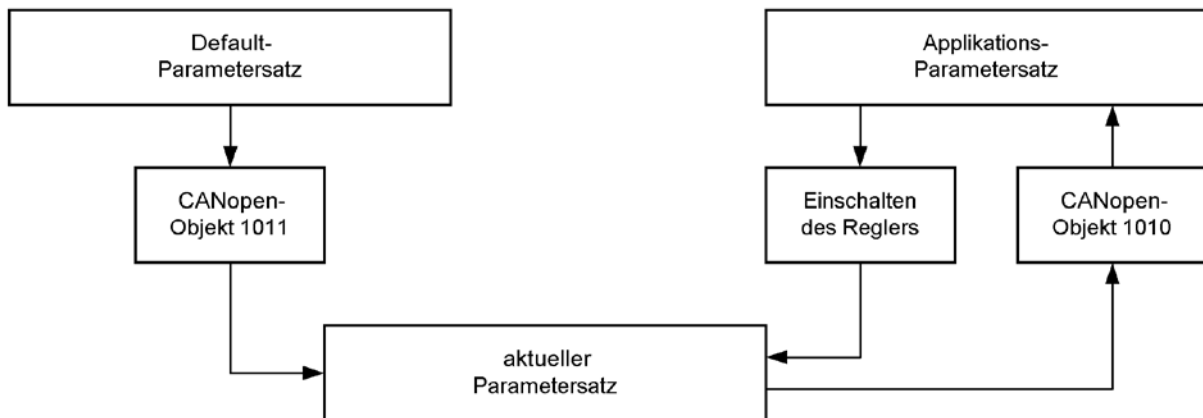 Default-
Parametersatz
Applikations-
Parametersatz
CANopen-
Objekt 1011
Einschalten
des Reglers
CANopen-
Objekt 1010
aktueller
Parametersatz